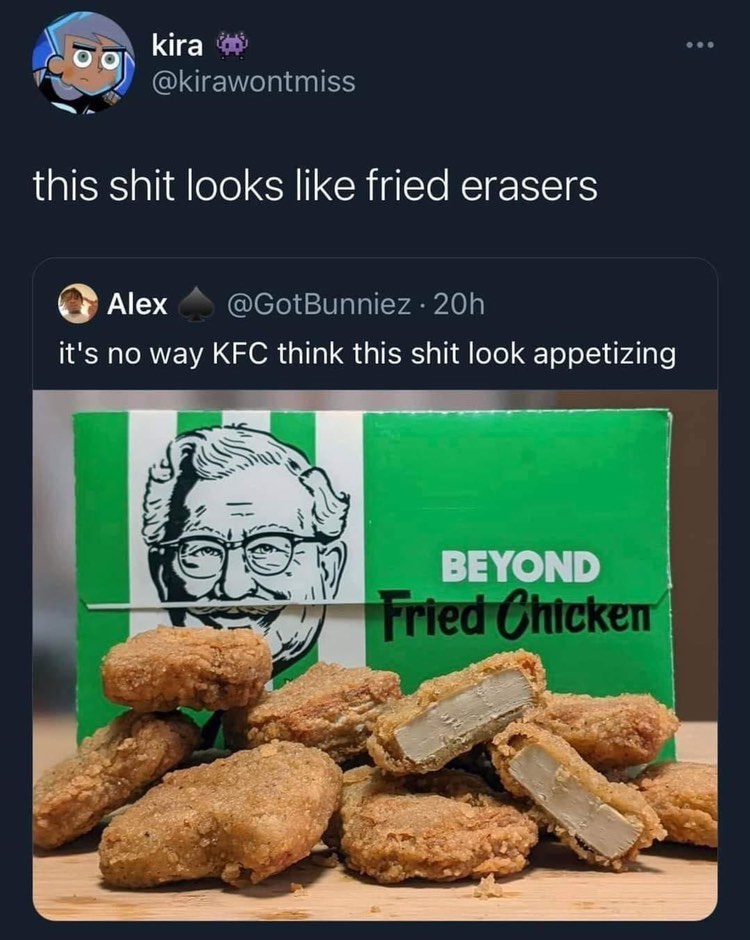 kira 👾
@kirawontmiss
this shit looks like fried erasers
Alex ♠️ @GotBunniez · 20h
it's no way KFC think this shit look appetizing
BEYOND
Fried Chicken